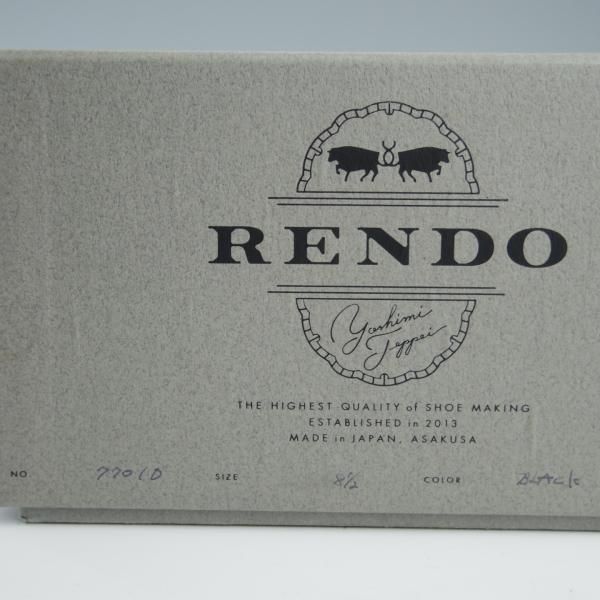 RENDO
Yoshimi
Teppei
THE HIGHEST QUALITY of SHOE MAKING
ESTABLISHED in 2013
MADE in JAPAN, ASAKUSA
NO 7701D SIZE 8½ COLOR BLACK